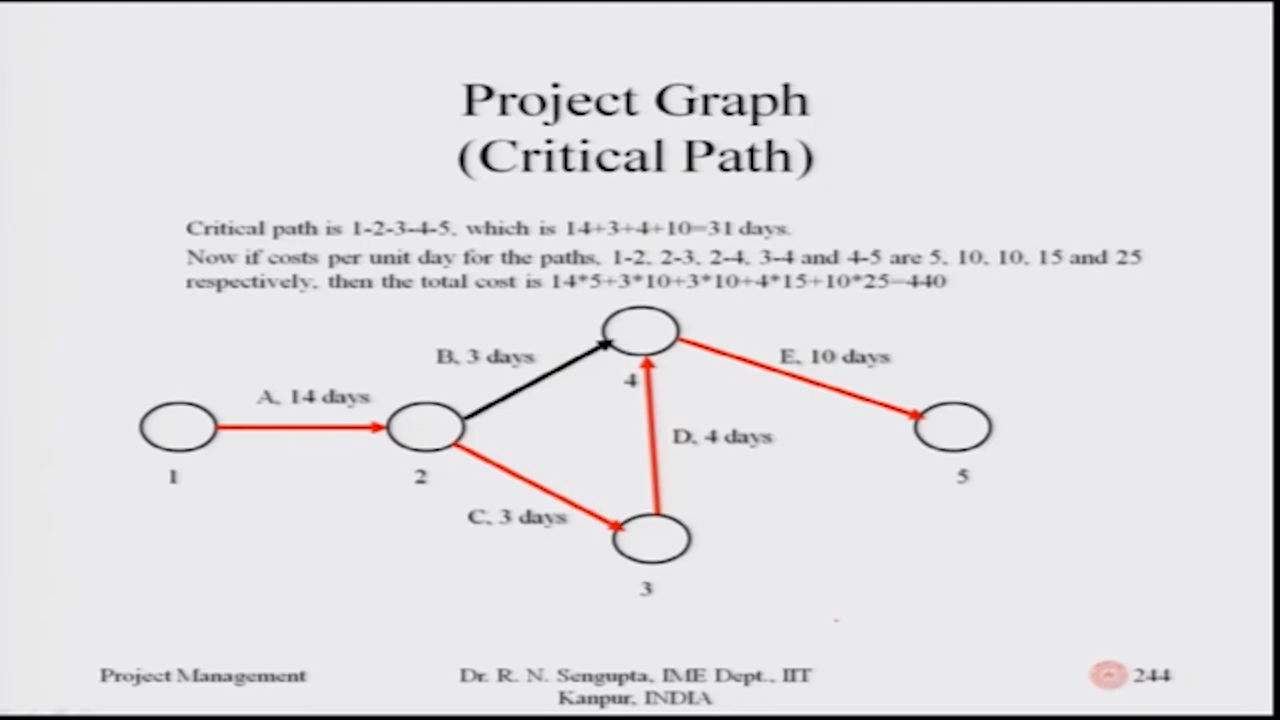 Project Graph
(Critical Path)
Critical path is 1-2-3-4-5, which is 14+3+4+10=31 days.
Now if costs per unit day for the paths, 1-2, 2-3, 2-4, 3-4 and 4-5 are 5, 10, 10, 15 and 25
respectively, then the total cost is 14*5+3*10+3*10+4*15+10*25=440
B, 3 days
E, 10 days
4
A, 14 days
D, 4 days
1
2
5
C, 3 days
3
Project Management
Dr. R. N. Sengupta, IME Dept., IIT
Kanpur, INDIA
244